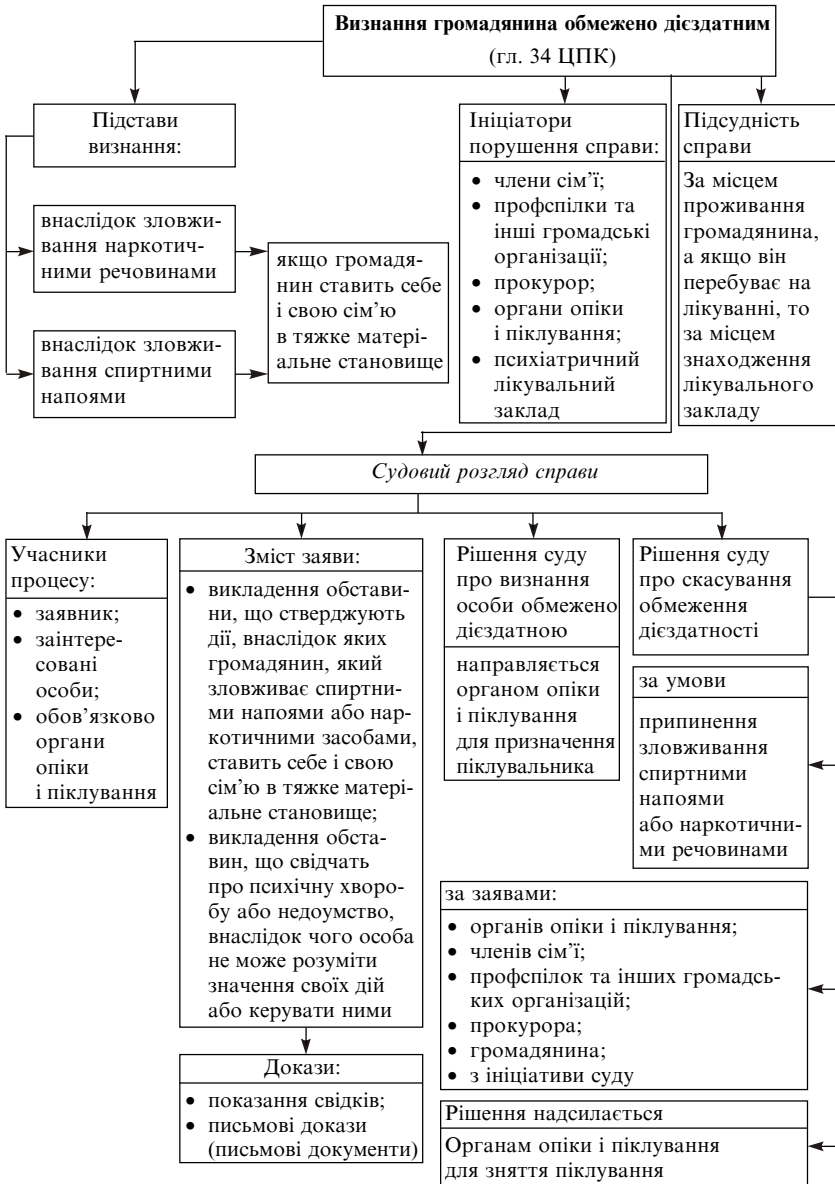 Визнання громадянина обмежено дієздатним
(гл. 34 ЦПК)
Підстави
визнання:
внаслідок зловжи-
вання наркотич-
ними речовинами
внаслідок зловжи-
вання спиртними
напоями
якщо громадя-
нин ставить себе
і свою сім’ю
в тяжке матері-
альне становище
Ініціатори
порушення справи:
• члени сім’ї;
• профспілки та
інші громадські
організації;
• прокурор;
• органи опіки
і піклування;
• психіатричний
лікувальний
заклад
Підсудність
справи
За місцем
проживання
громадянина,
а якщо він
перебуває на
лікуванні, то
за місцем
знаходження
лікувального
закладу
Судовий розгляд справи
Учасники
процесу:
• заявник;
• заінтере-
совані
особи;
• обов’язково
органи
опіки
і піклування
Зміст заяви:
• викладення обстави-
ни, що стверджують
дії, внаслідок яких
громадянин, який
зловживає спиртни-
ми напоями або нар-
котичними засобами,
ставить себе і свою
сім’ю в тяжке матері-
альне становище;
• викладення обста-
вин, що свідчать
про психічну хворо-
бу або недоумство,
внаслідок чого особа
не може розуміти
значення своїх дій
або керувати ними
Докази:
• показання свідків;
• письмові докази
(письмові документи)
Рішення суду
про визнання
особи обмежено
дієздатною
направляється
органом опіки
і піклування
для призначення
піклувальника
Рішення суду
про скасування
обмеження
дієздатності
за умови
припинення
зловживання
спиртними
напоями
або наркотични-
ми речовинами
за заявами:
• органів опіки і піклування;
• членів сім’ї;
• профспілок та інших громадсь-
ких організацій;
• прокурора;
• громадянина;
• з ініціативи суду
Рішення надсилається
Органам опіки і піклування
для зняття піклування